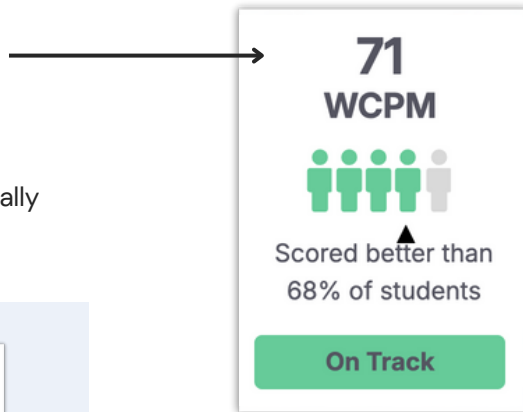 71
WCPM
ally
Scored better than
68% of students
On Track